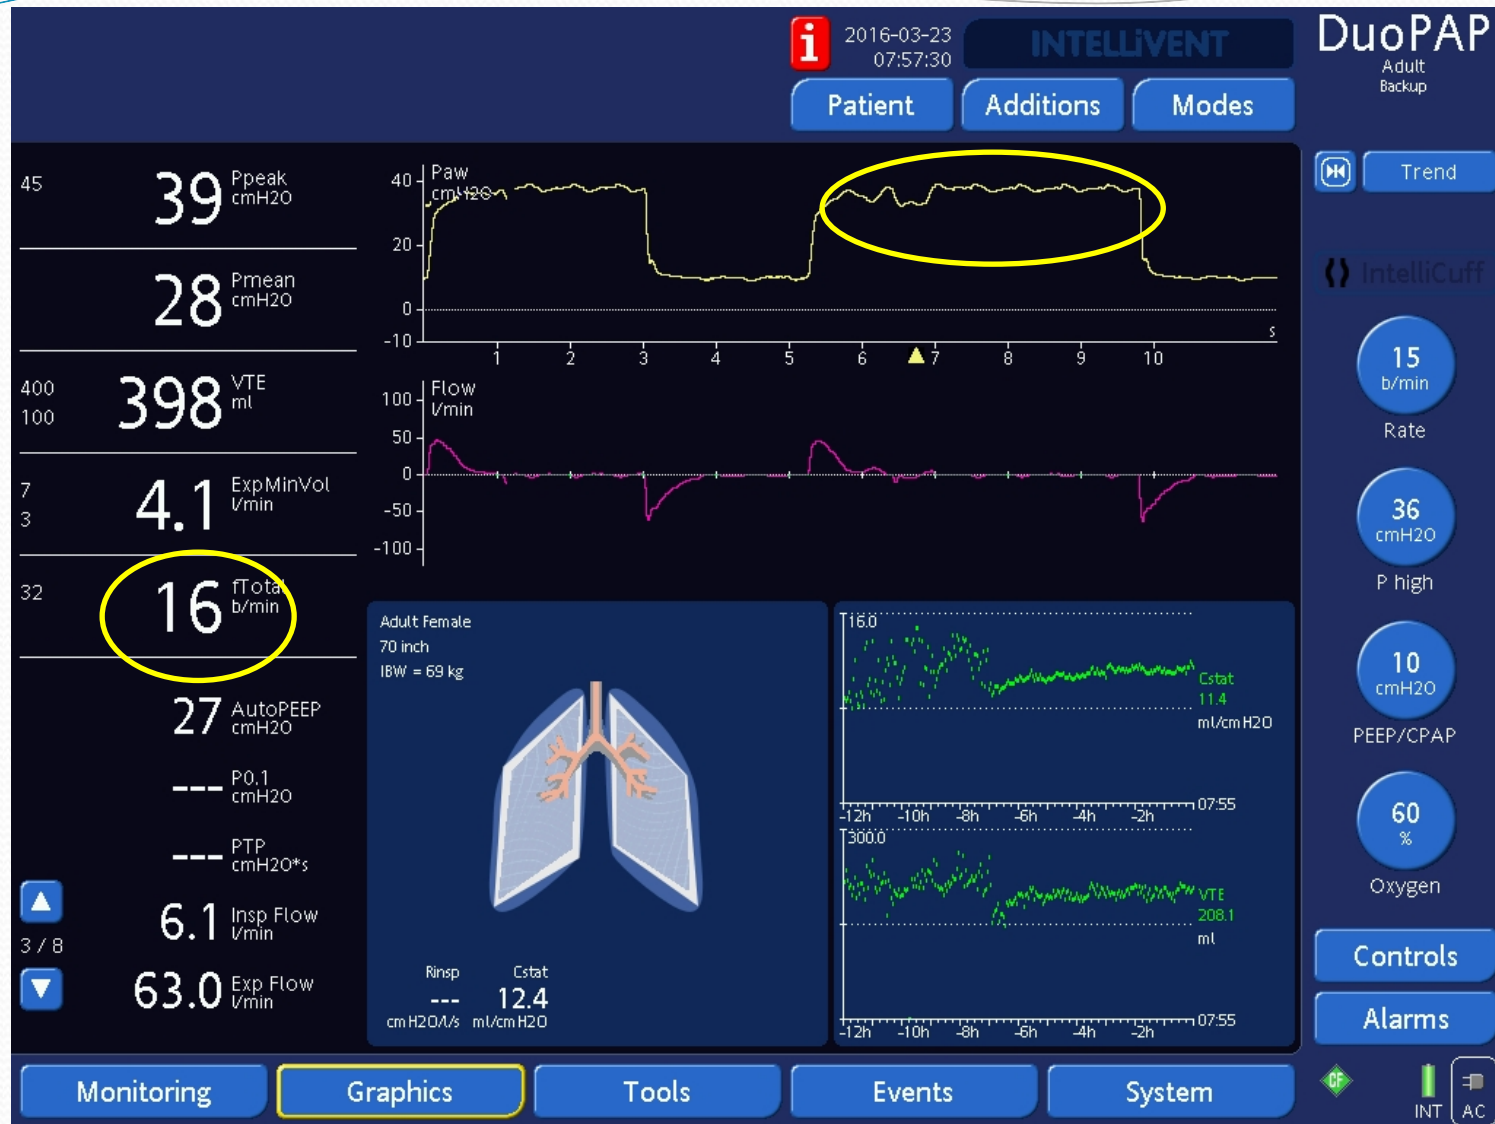 2016-03-23
07:57:30
INTELLiVENT
DuoPAP
Adult
Backup
Patient
Additions
Modes
Trend
IntelliCuff
45
39
Ppeak
cmH2O
28
Pmean
cmH2O
400
100
398
VTE
ml
7
3
4.1
ExpMinVol
l/min
32
16
fTotal
b/min
27
AutoPEEP
cmH2O
---
P0.1
cmH2O
---
PTP
cmH2O*s
6.1
Insp Flow
l/min
63.0
Exp Flow
l/min
3 / 8
Paw
cmH2O
40
20
0
-10
s
1 2 3 4 5 6 7 8 9 10
Flow
l/min
100
50
0
-50
-100
Adult Female
70 inch
IBW = 69 kg
Rinsp Cstat
--- 12.4
cmH2O/l/s ml/cmH2O
16.0
Cstat
11.4
ml/cmH2O
-12h -10h -8h -6h -4h -2h 07:55
300.0
VTE
208.1
ml
-12h -10h -8h -6h -4h -2h 07:55
15
b/min
Rate
36
cmH2O
P high
10
cmH2O
PEEP/CPAP
60
%
Oxygen
Controls
Alarms
Monitoring
Graphics
Tools
Events
System
CF
INT
AC